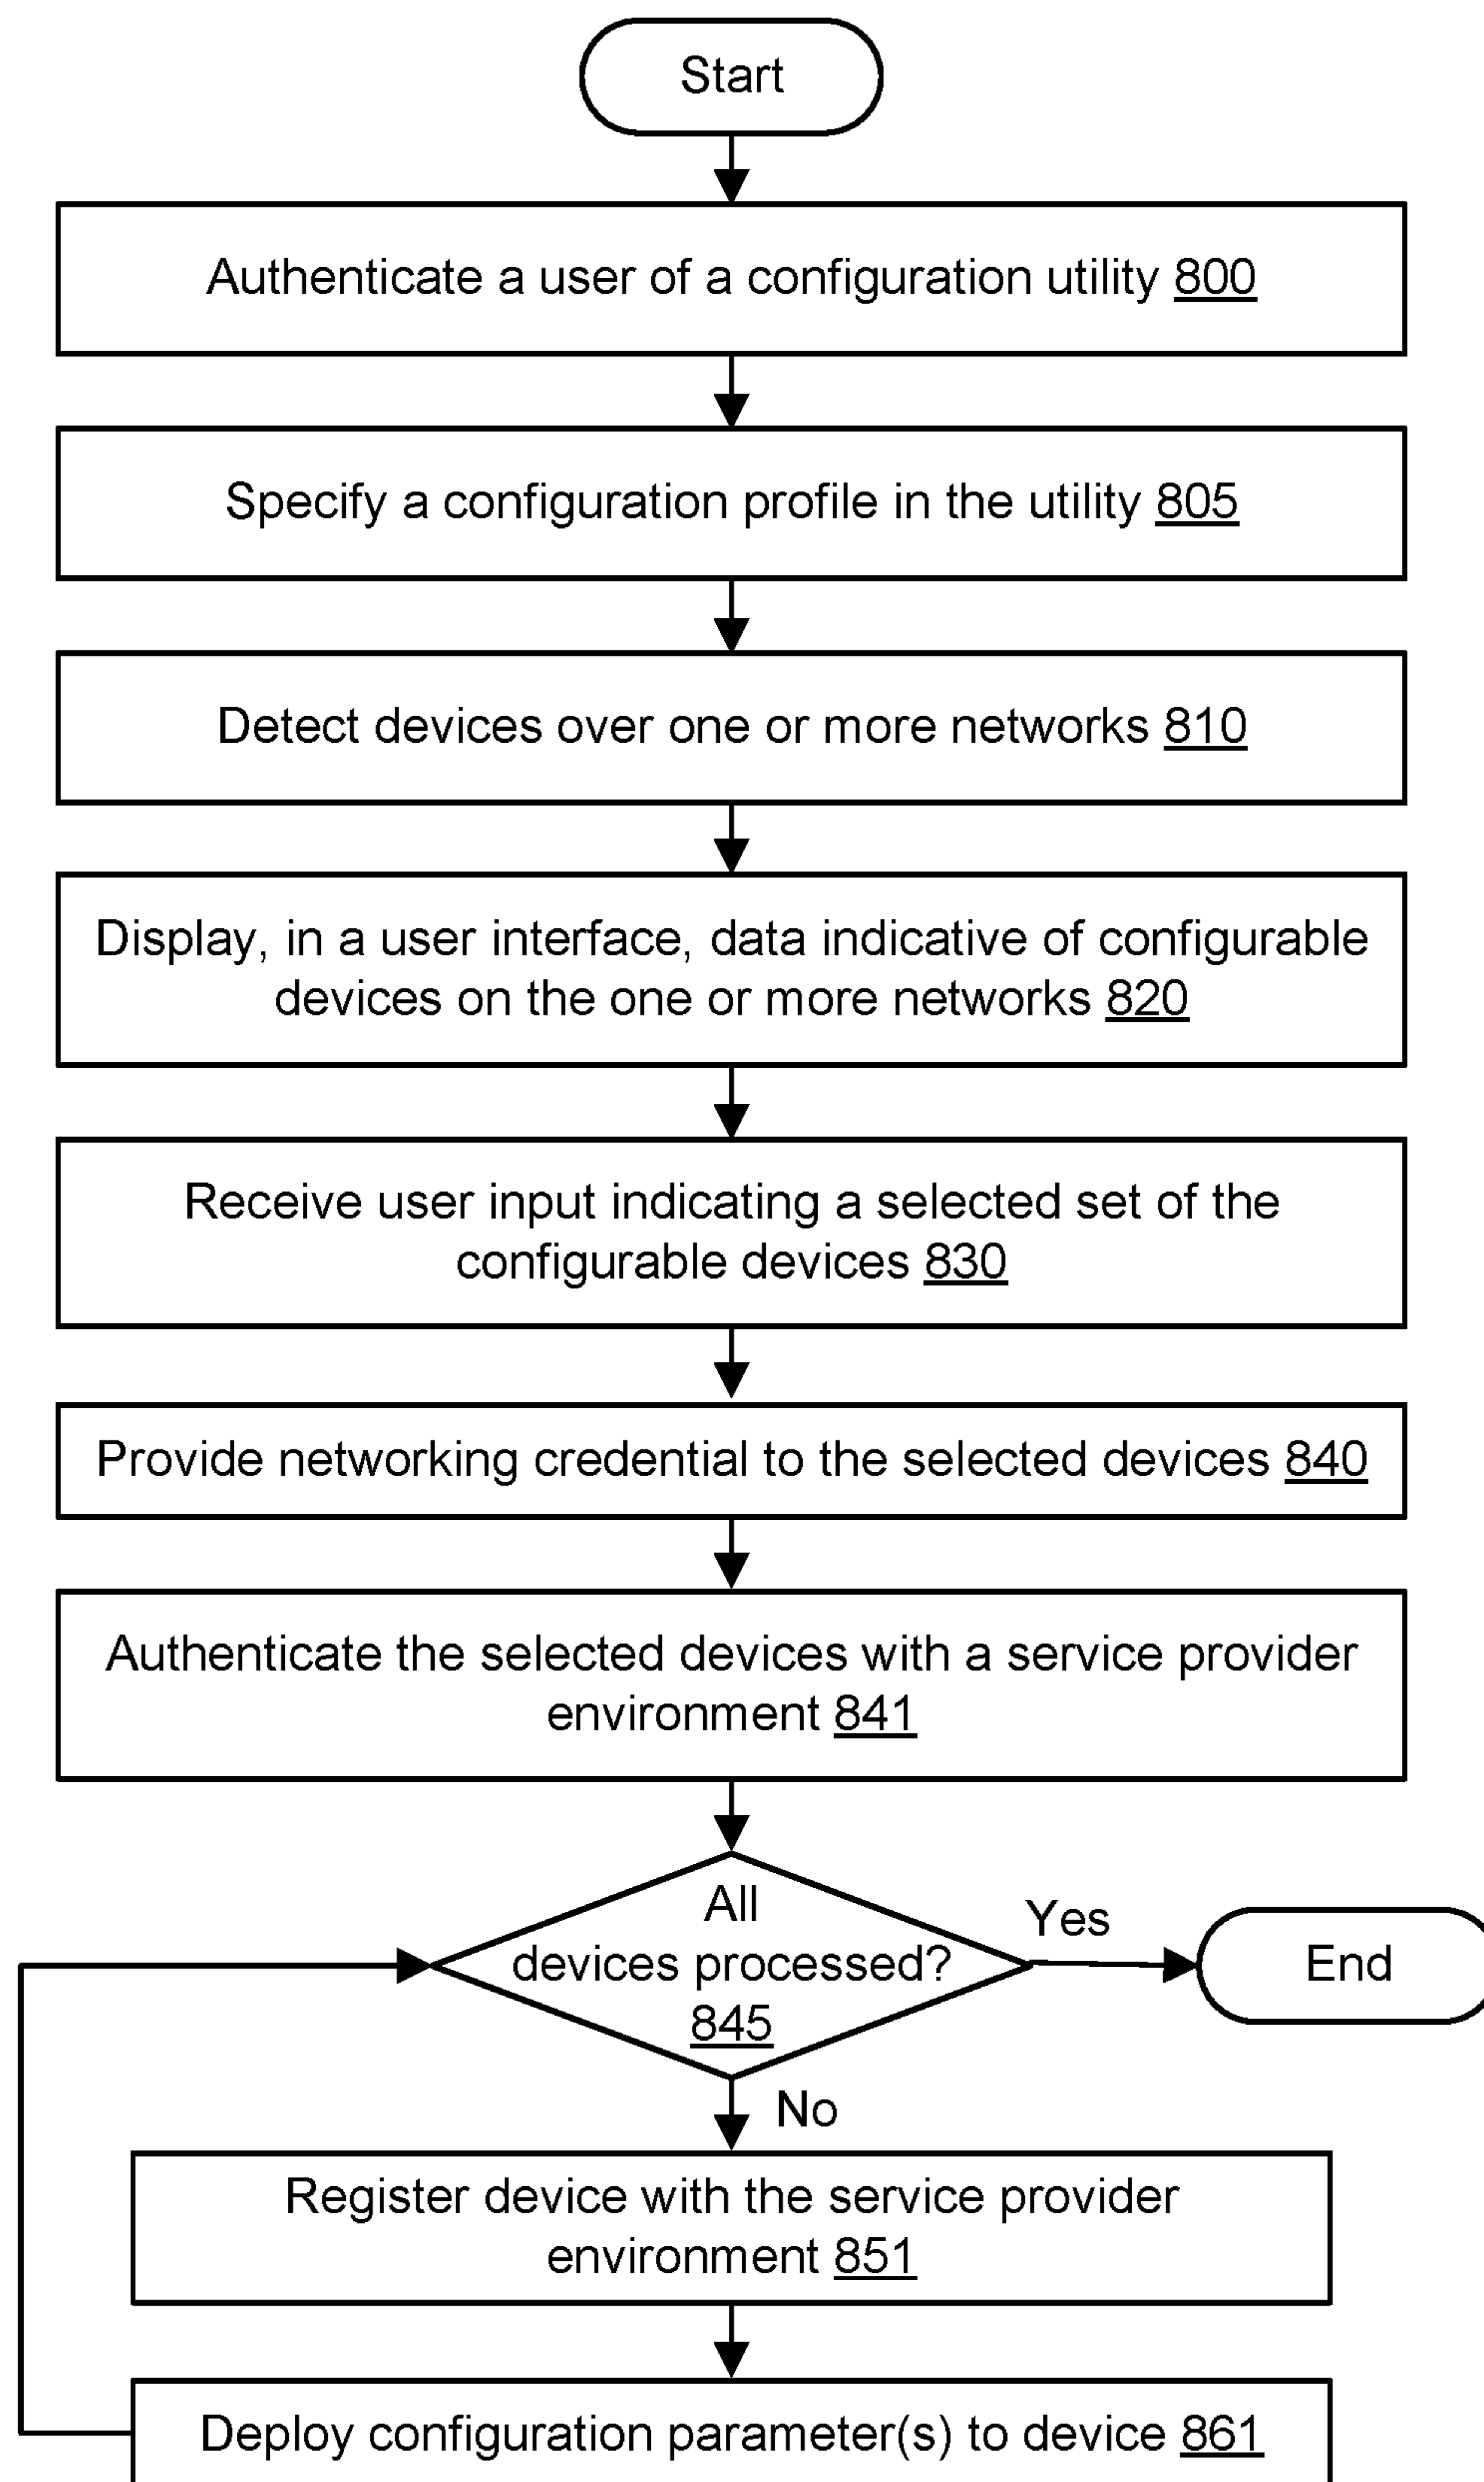 Start
Authenticate a user of a configuration utility 800
Specify a configuration profile in the utility 805
Detect devices over one or more networks 810
Display, in a user interface, data indicative of configurable
devices on the one or more networks 820
Receive user input indicating a selected set of the
configurable devices 830
Provide networking credential to the selected devices 840
Authenticate the selected devices with a service provider
environment 841
All
devices processed?
845
Yes
End
No
Register device with the service provider
environment 851
Deploy configuration parameter(s) to device 861